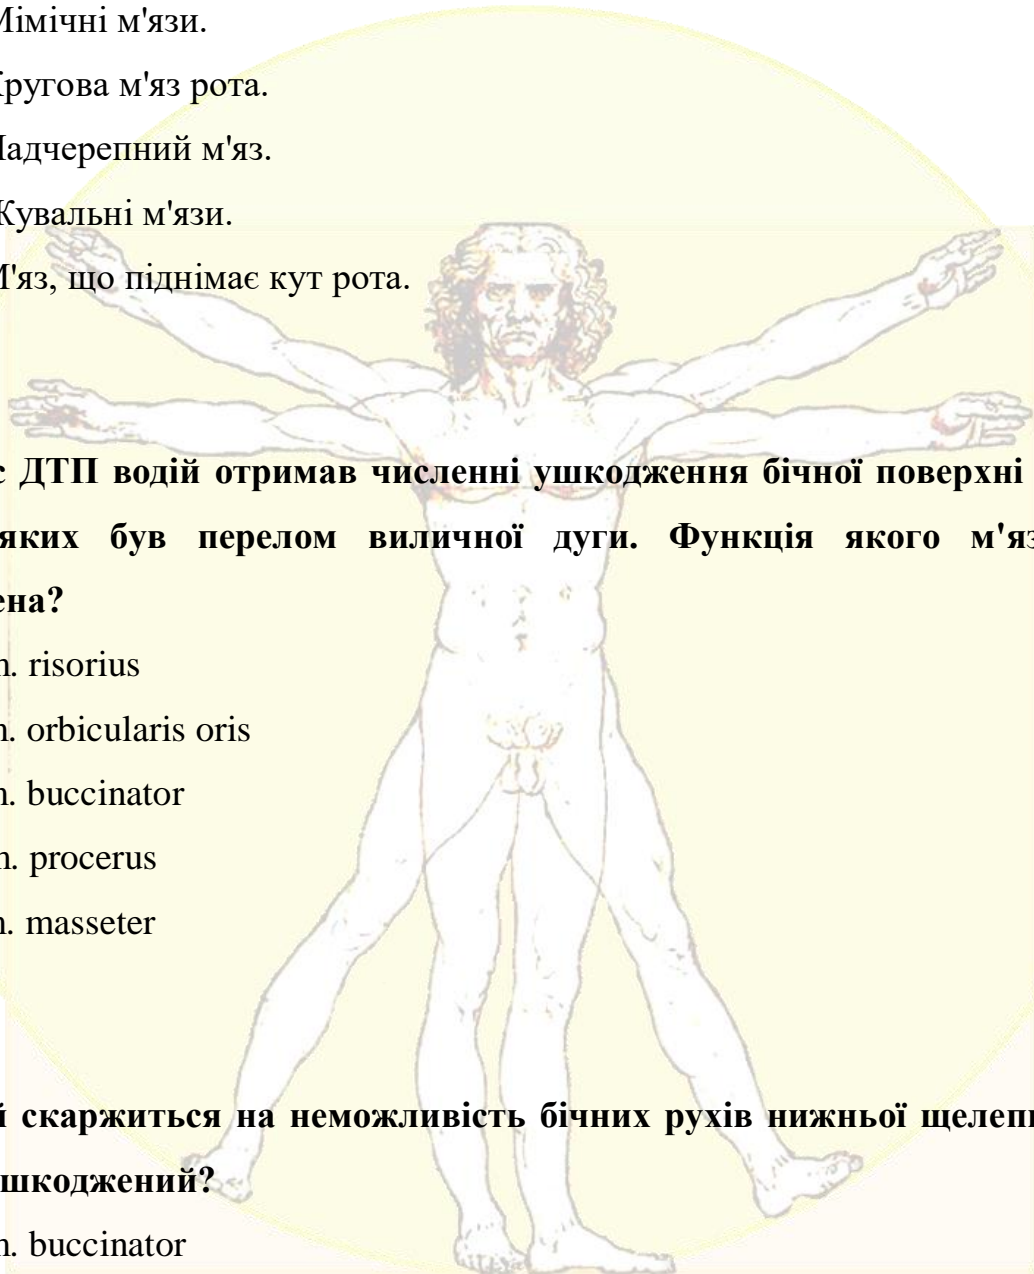 Мімічні м'язи.
Кругова м'яз рота.
Надчерепний м'яз.
Жувальні м'язи.
М'яз, що піднімає кут рота.
с ДТП водій отримав численні ушкодження бічної поверхні
яких був перелом виличної дуги. Функція якого м'яз
ена?
m. risorius
m. orbicularis oris
m. buccinator
m. procerus
m. masseter
й скаржиться на неможливість бічних рухів нижньої щелепи
шкоджений?
m. buccinator